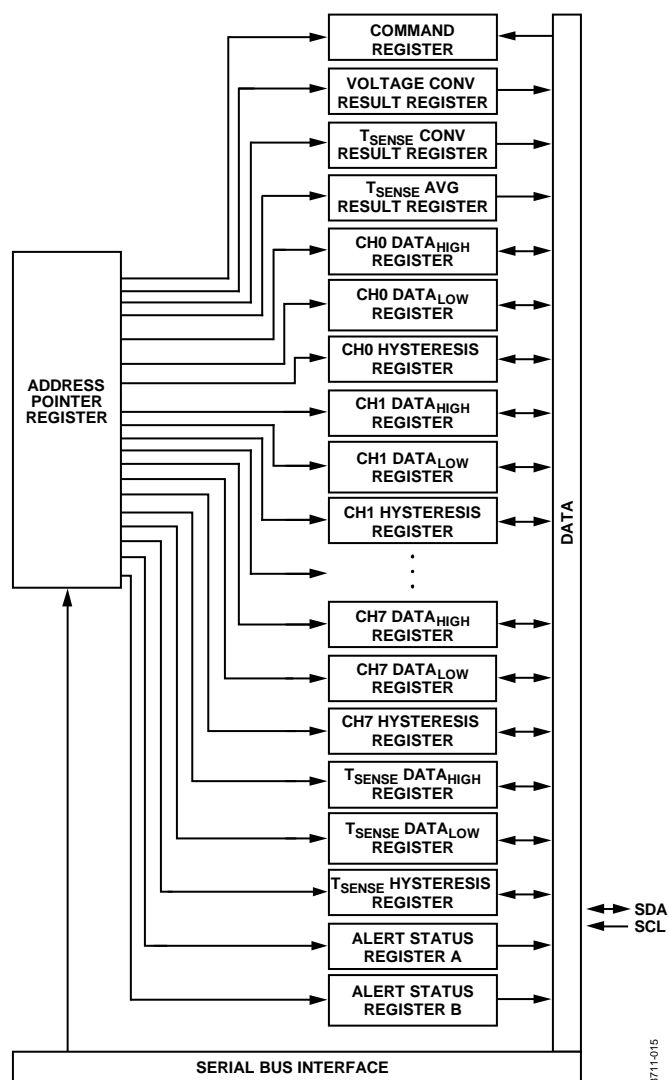 COMMAND
REGISTER
VOLTAGE CONV
RESULT REGISTER
TSENSE CONV
RESULT REGISTER
TSENSE AVG
RESULT REGISTER
CH0 DATAHIGH
REGISTER
CH0 DATALOW
REGISTER
CH0 HYSTERESIS
REGISTER
ADDRESS
POINTER
REGISTER
CH1 DATAHIGH
REGISTER
CH1 DATALOW
REGISTER
CH1 HYSTERESIS
REGISTER
DATA
CH7 DATAHIGH
REGISTER
CH7 DATALOW
REGISTER
CH7 HYSTERESIS
REGISTER
TSENSE DATAHIGH
REGISTER
TSENSE DATALOW
REGISTER
TSENSE HYSTERESIS
REGISTER
SDA
SCL
ALERT STATUS
REGISTER A
ALERT STATUS
REGISTER B
SERIAL BUS INTERFACE